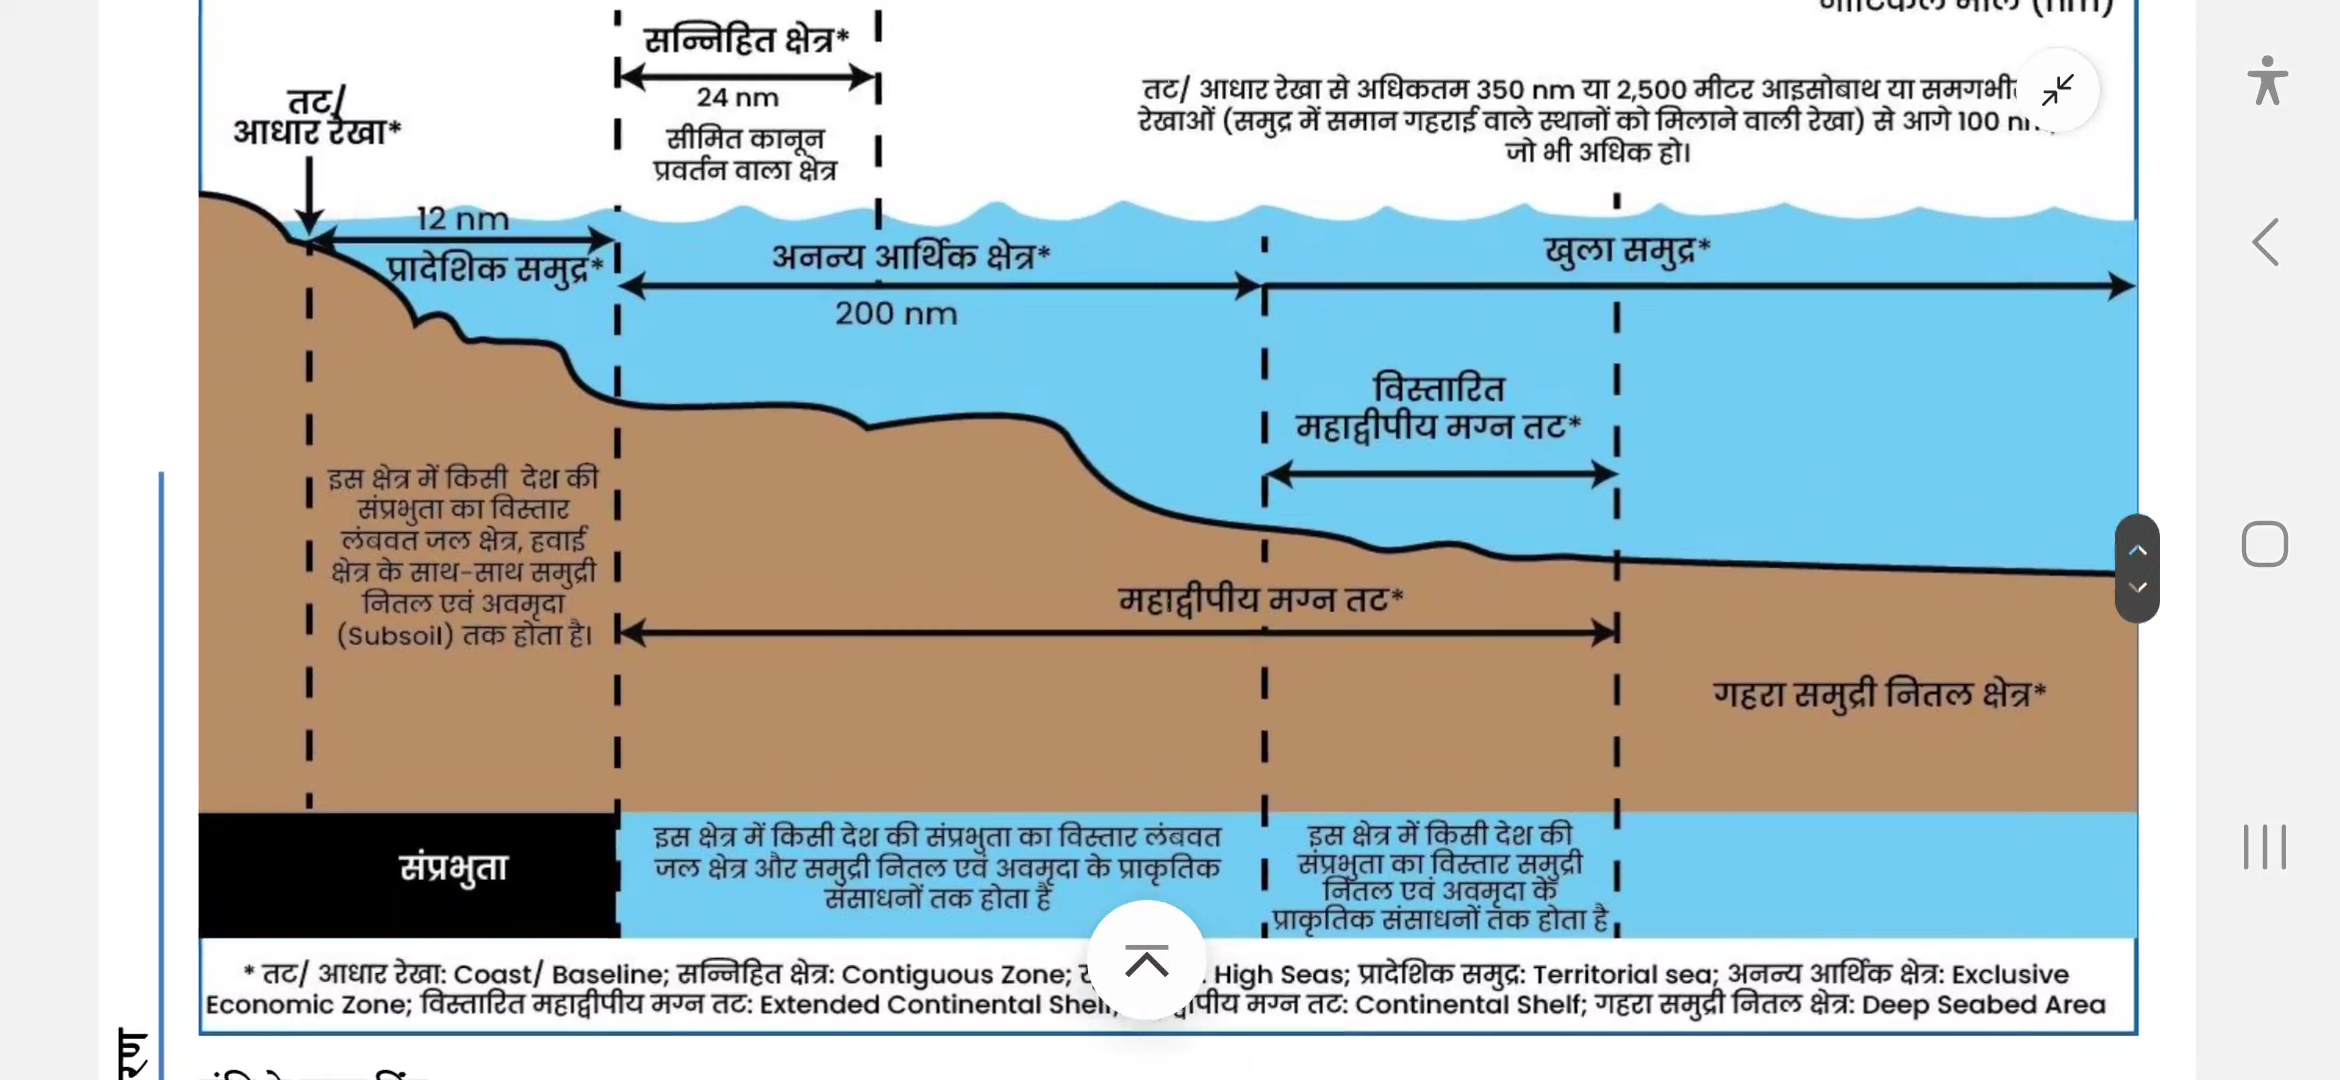 सन्निहित क्षेत्र*
24 nm
सीमित कानून
प्रवर्तन वाला क्षेत्र
तट/
आधार रेखा*
तट/ आधार रेखा से अधिकतम 350 nm या 2,500 मीटर आइसोबाथ या
रेखाओं (समुद्र में समान गहराई वाले स्थानों को मिलाने वाली रेखा) से आगे 100
जो भी अधिक हो।
12 nm
प्रादेशिक समुद्र*
अनन्य आर्थिक क्षेत्र*
200 nm
खुला समुद्र*
विस्तारित
महाद्वीपीय मग्न तट*
इस क्षेत्र में किसी देश की
संप्रभुता का विस्तार
लंबवत जल क्षेत्र, हवाई
क्षेत्र के साथ-साथ समुद्री
नितल एवं अवमृदा
(Subsoil) तक होता है।
महाद्वीपीय मग्न तट*
गहरा समुद्री नितल क्षेत्र*
संप्रभुता
इस क्षेत्र में किसी देश की संप्रभुता का विस्तार लंबवत
जल क्षेत्र और समुद्री नितल एवं अवमृदा के प्राकृतिक
संसाधनों तक होता है
इस क्षेत्र में किसी देश की
संप्रभुता का विस्तार समुद्री
नितल एवं अवमृदा के
प्राकृतिक संसाधनों तक होता है
* तट/ आधार रेखा: Coast/ Baseline; सन्निहित क्षेत्र: Contiguous Zone; High Seas; प्रादेशिक समुद्र: Territorial sea; अनन्य आर्थिक क्षेत्र: Exclusive
Economic Zone; विस्तारित महाद्वीपीय मग्न तट: Extended Continental मग्न तट: Continental Shelf; गहरा समुद्री नितल क्षेत्र: Deep Seabed Area